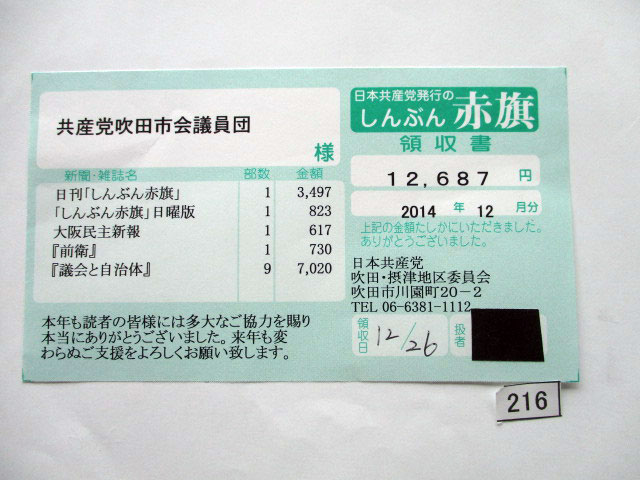 共産党吹田市会議員団
様
新聞・雑誌名 部数 金額
日刊「しんぶん赤旗」 1 3,497
「しんぶん赤旗」日曜版 1 823
大阪民主新報 1 617
『前衛』 1 730
『議会と自治体』 9 7,020
本年も読者の皆様には多大なご協力を賜り
本当にありがとうございました。来年も変
わらぬご支援をよろしくお願い致します。
日本共産党発行の
しんぶん赤旗
領収書
12,687 円
2014 年 12 月分
上記の金額たしかにいただきました。
ありがとうございました。
日本共産党
吹田・摂津地区委員会
吹田市川園町20-2
TEL 06-6381-1112
領収日 12/26 扱者
216